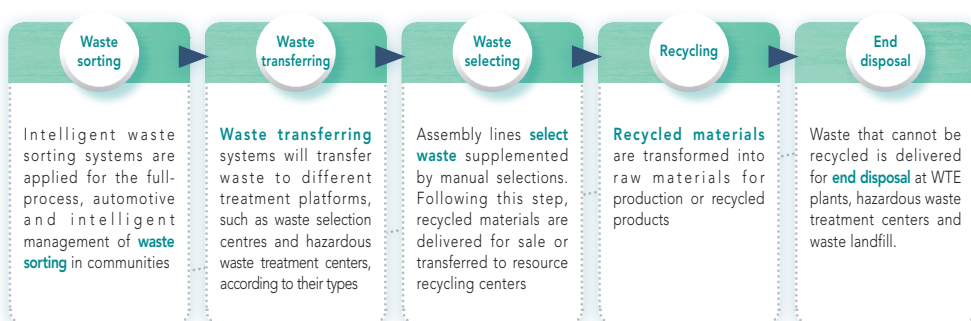 Waste
sorting
Waste
transferring
Waste
selecting
Recycling
End
disposal
Intelligent waste
sorting systems are
applied for the full-
process, automotive
and intelligent
management of waste
sorting in communities
Waste transferring
systems will transfer
waste to different
treatment platforms,
such as waste selection
centres and hazardous
waste treatment centers,
according to their types
Assembly lines select
waste supplemented
by manual selections.
Following this step,
recycled materials are
delivered for sale or
transferred to resource
recycling centers
Recycled materials
are transformed into
raw materials for
production or recycled
products
Waste that cannot be
recycled is delivered
for end disposal at WTE
plants, hazardous waste
treatment centers and
waste landfill.